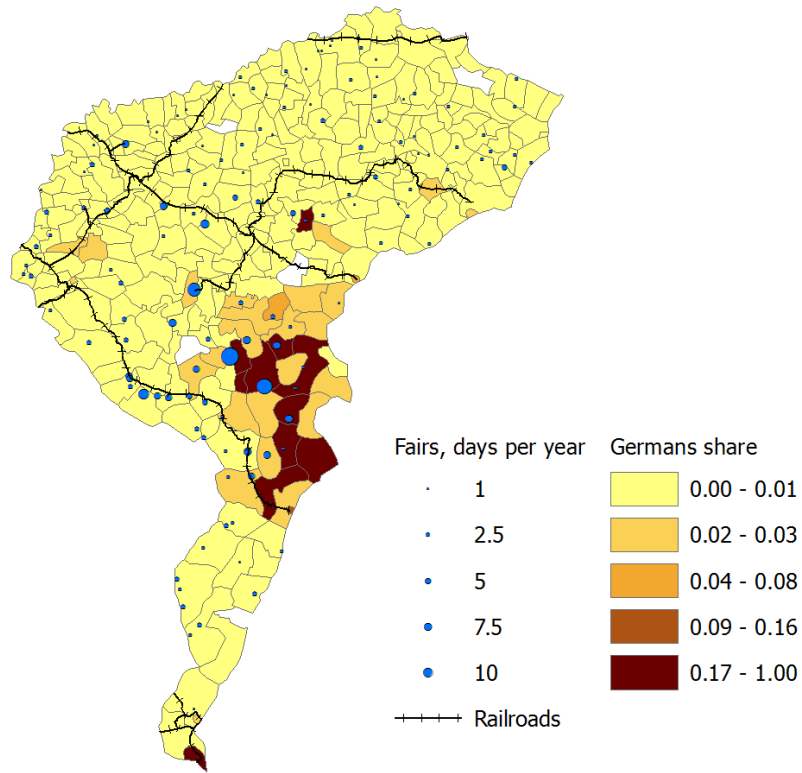 Fairs, days per year
1
2.5
5
7.5
10
Railroads
Germans share
0.00 - 0.01
0.02 - 0.03
0.04 - 0.08
0.09 - 0.16
0.17 - 1.00